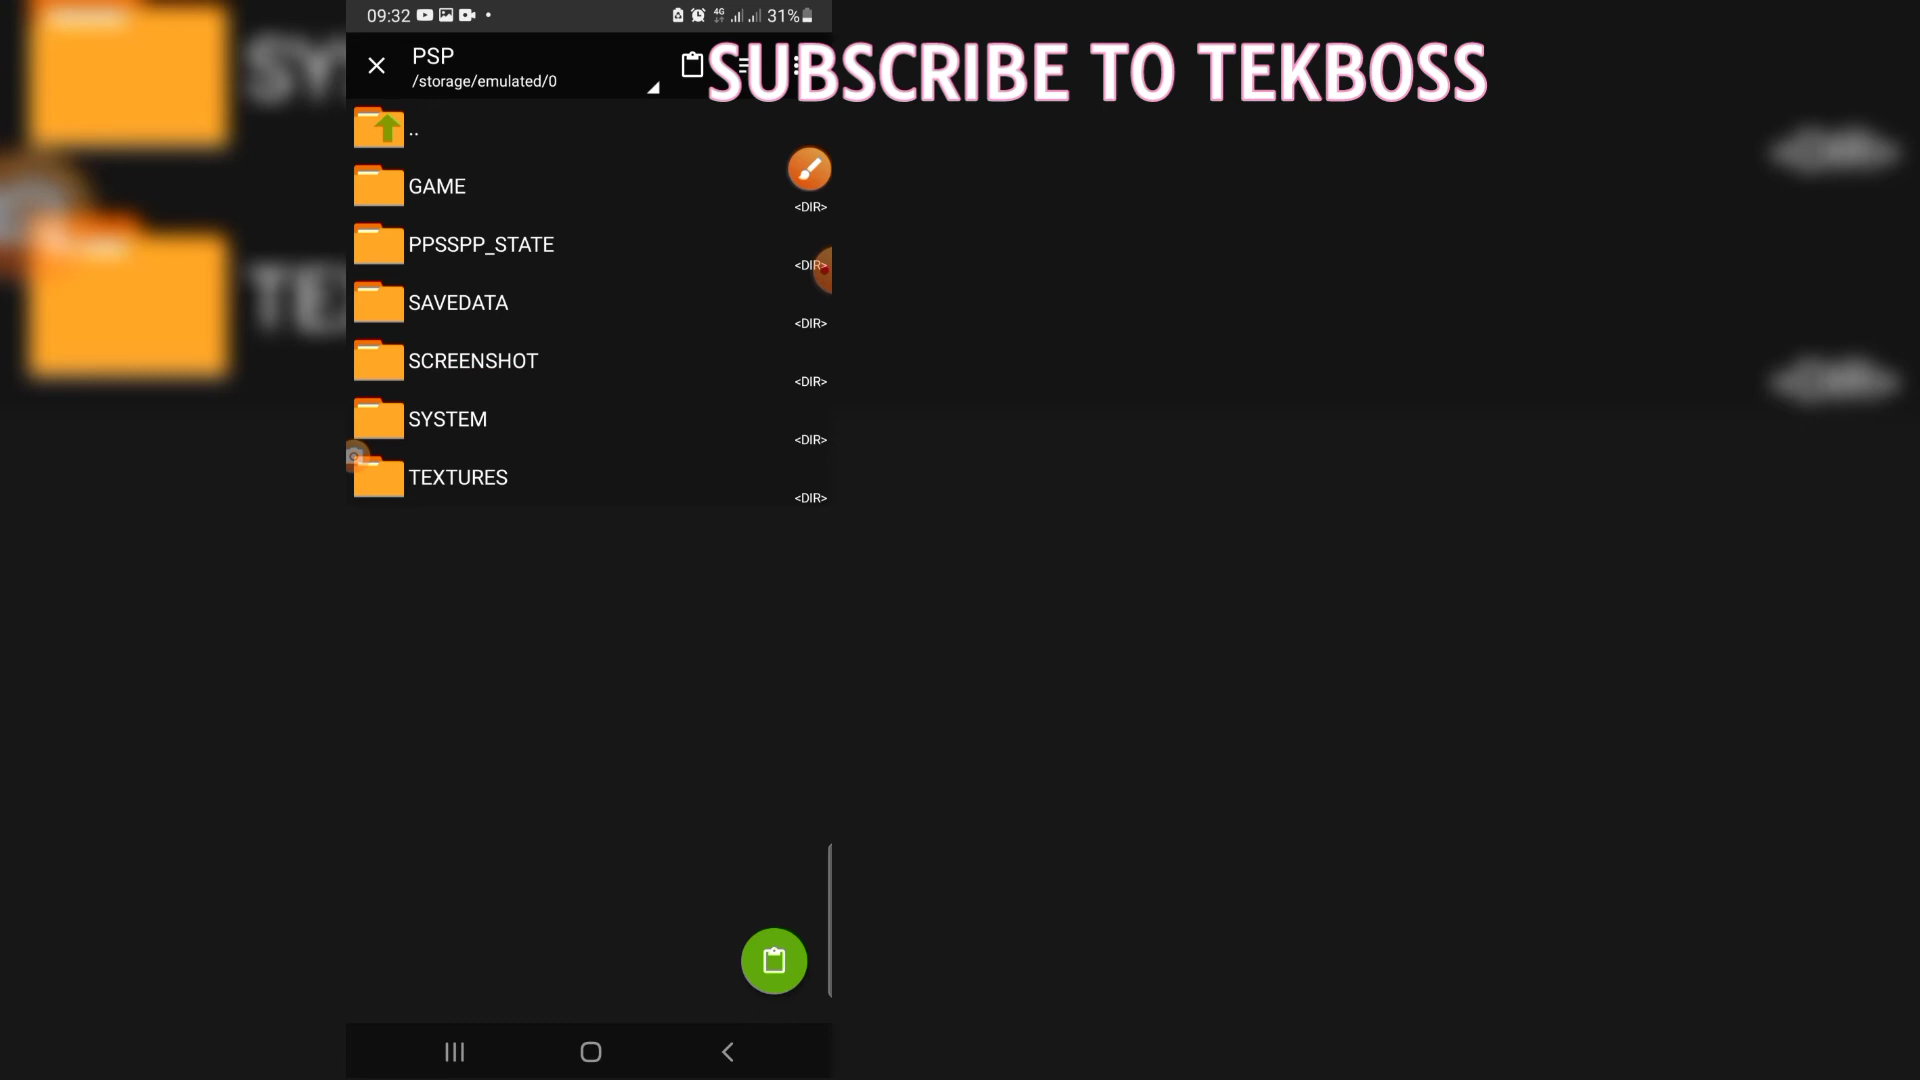 09:32
4G
31%
PSP
/storage/emulated/0
SUBSCRIBE TO TEKBOSS
..
GAME
<DIR>
PPSSPP_STATE
<DIR>
SAVEDATA
<DIR>
SCREENSHOT
<DIR>
SYSTEM
<DIR>
TEXTURES
<DIR>